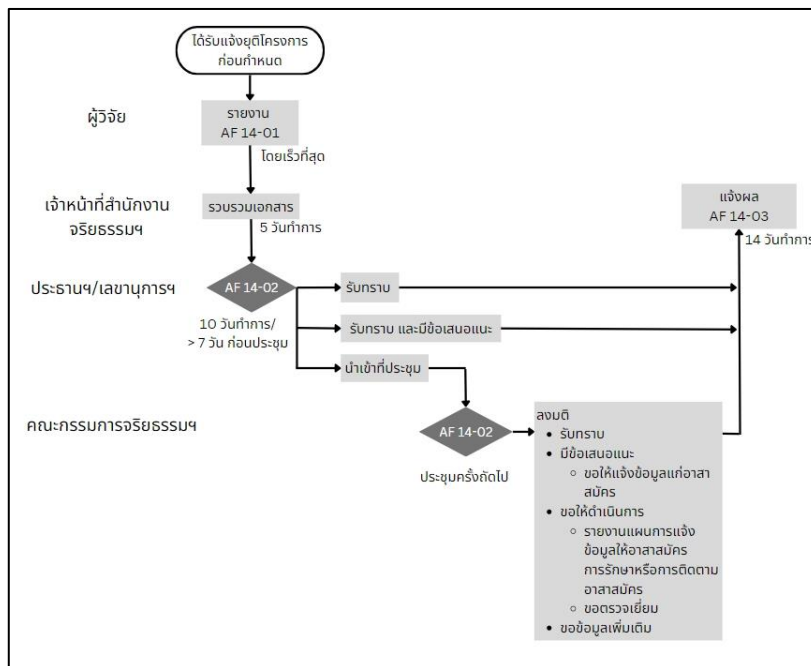 ได้รับแจ้งยุติโครงการ
ก่อนกำหนด
ผู้วิจัย
รายงาน
AF 14-01
โดยเร็วที่สุด
เจ้าหน้าที่สำนักงาน
จริยธรรมฯ
รวบรวมเอกสาร
5 วันทำการ
แจ้งผล
AF 14-03
14 วันทำการ
ประธานฯ/เลขานุการฯ
AF 14-02
10 วันทำการ/
> 7 วัน ก่อนประชุม
รับทราบ
รับทราบ และมีข้อเสนอแนะ
นำเข้าที่ประชุม
คณะกรรมการจริยธรรมฯ
AF 14-02
ประชุมครั้งถัดไป
ลงมติ
• รับทราบ
• มีข้อเสนอแนะ
○ ขอให้แจ้งข้อมูลแก่อาสา
สมัคร
• ขอให้ดำเนินการ
○ รายงานแผนการแจ้ง
ข้อมูลให้อาสาสมัคร
การรักษาหรือการติดตาม
อาสาสมัคร
○ ขอตรวจเยี่ยม
• ขอข้อมูลเพิ่มเติม